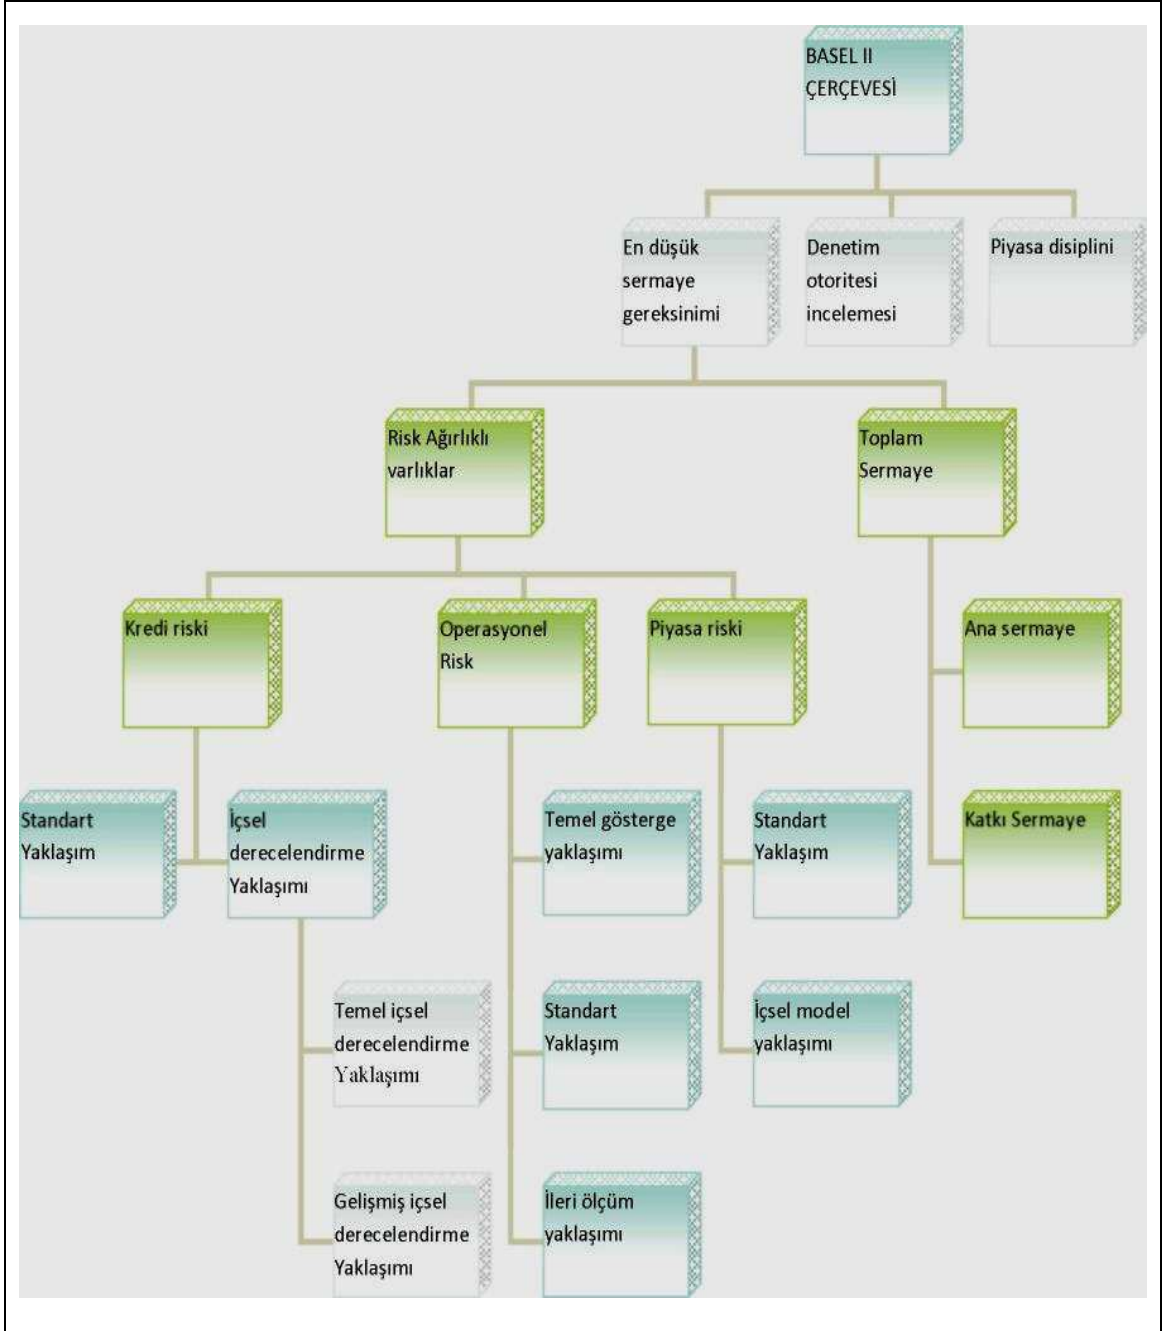 BASEL II
ÇERÇEVESİ
En düşük
sermaye
gereksinimi
Denetim
otoritesi
incelemesi
Piyasa disiplini
Risk Ağırlıklı
varlıklar
Toplam
Sermaye
Kredi riski
Operasyonel
Risk
Piyasa riski
Ana sermaye
Standart
Yaklaşım
İçsel
derecelendirme
Yaklaşımı
Temel gösterge
yaklaşımı
Standart
Yaklaşım
Katkı Sermaye
Temel içsel
derecelendirme
Yaklaşımı
Standart
Yaklaşım
İçsel model
yaklaşımı
Gelişmiş içsel
derecelendirme
Yaklaşımı
İleri ölçüm
yaklaşımı